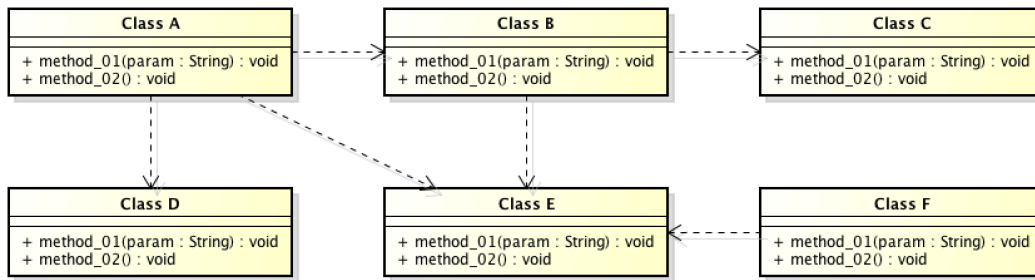 Class A
+ method_01(param : String) : void
+ method_02() : void
Class B
+ method_01(param : String) : void
+ method_02() : void
Class C
+ method_01(param : String) : void
+ method_02() : void
Class D
+ method_01(param : String) : void
+ method_02() : void
Class E
+ method_01(param : String) : void
+ method_02() : void
Class F
+ method_01(param : String) : void
+ method_02() : void